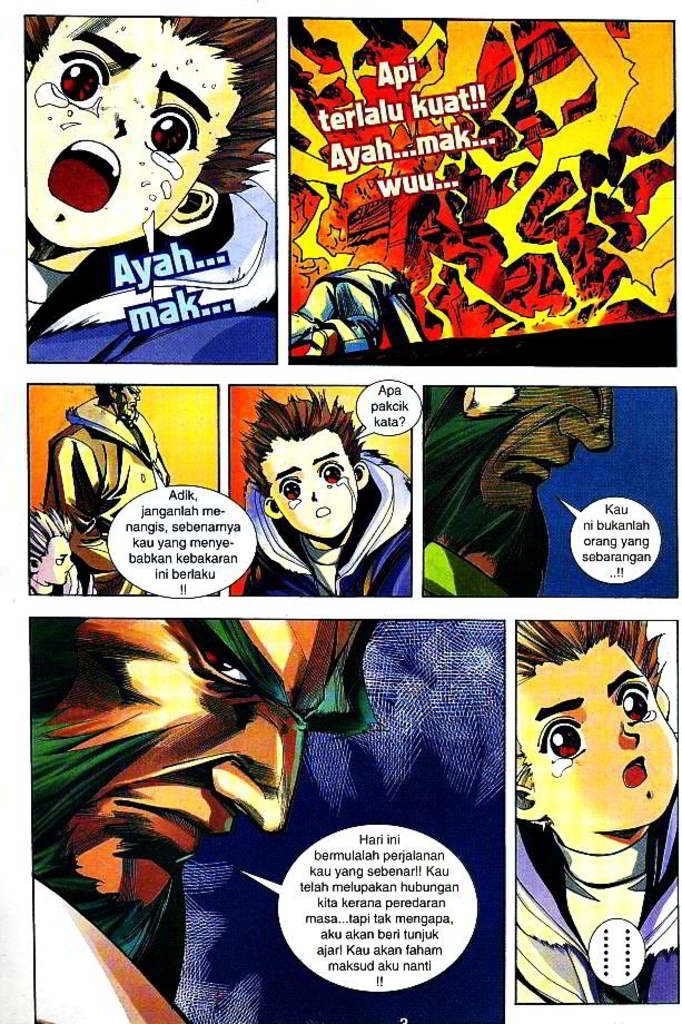 Ayah...
mak...
Api
terlalu kuat!!
Ayah...mak...
wuu...
Adik,
janganlah me-
nangis, sebenarnya
kau yang menye-
babkan kebakaran
ini berlaku
!!
Apa
pakcik
kata?
Kau
ni bukanlah
orang yang
sebarangan
..!!
Hari ini
bermulalah perjalanan
kau yang sebenar!! Kau
telah melupakan hubungan
kita kerana peredaran
masa...tapi tak mengapa,
aku akan beri tunjuk
ajar! Kau akan faham
maksud aku nanti
!!